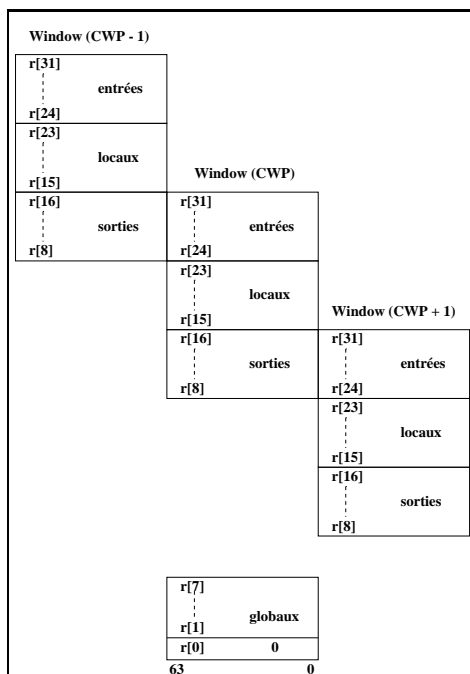 Window (CWP - 1)
r[31]
entrées
r[24]
r[23]
locaux
r[15]
r[16]
sorties
r[8]
Window (CWP)
r[31]
entrées
r[24]
r[23]
locaux
r[15]
r[16]
sorties
r[8]
Window (CWP + 1)
r[31]
entrées
r[24]
r[23]
locaux
r[15]
r[16]
sorties
r[8]
r[7]
globaux
r[1]
r[0] 0
63 0